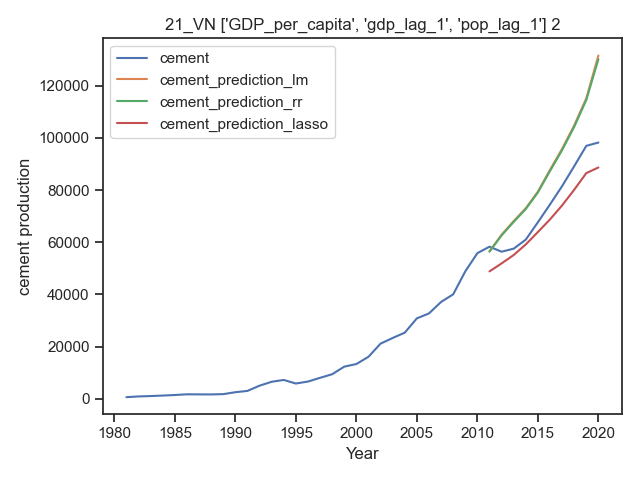 21_VN ['GDP_per_capita', 'gdp_lag_1', 'pop_lag_1'] 2
cement
cement_prediction_lm
cement_prediction_rr
cement_prediction_lasso
cement production
120000
100000
80000
60000
40000
20000
0
1980 1985 1990 1995 2000 2005 2010 2015 2020
Year